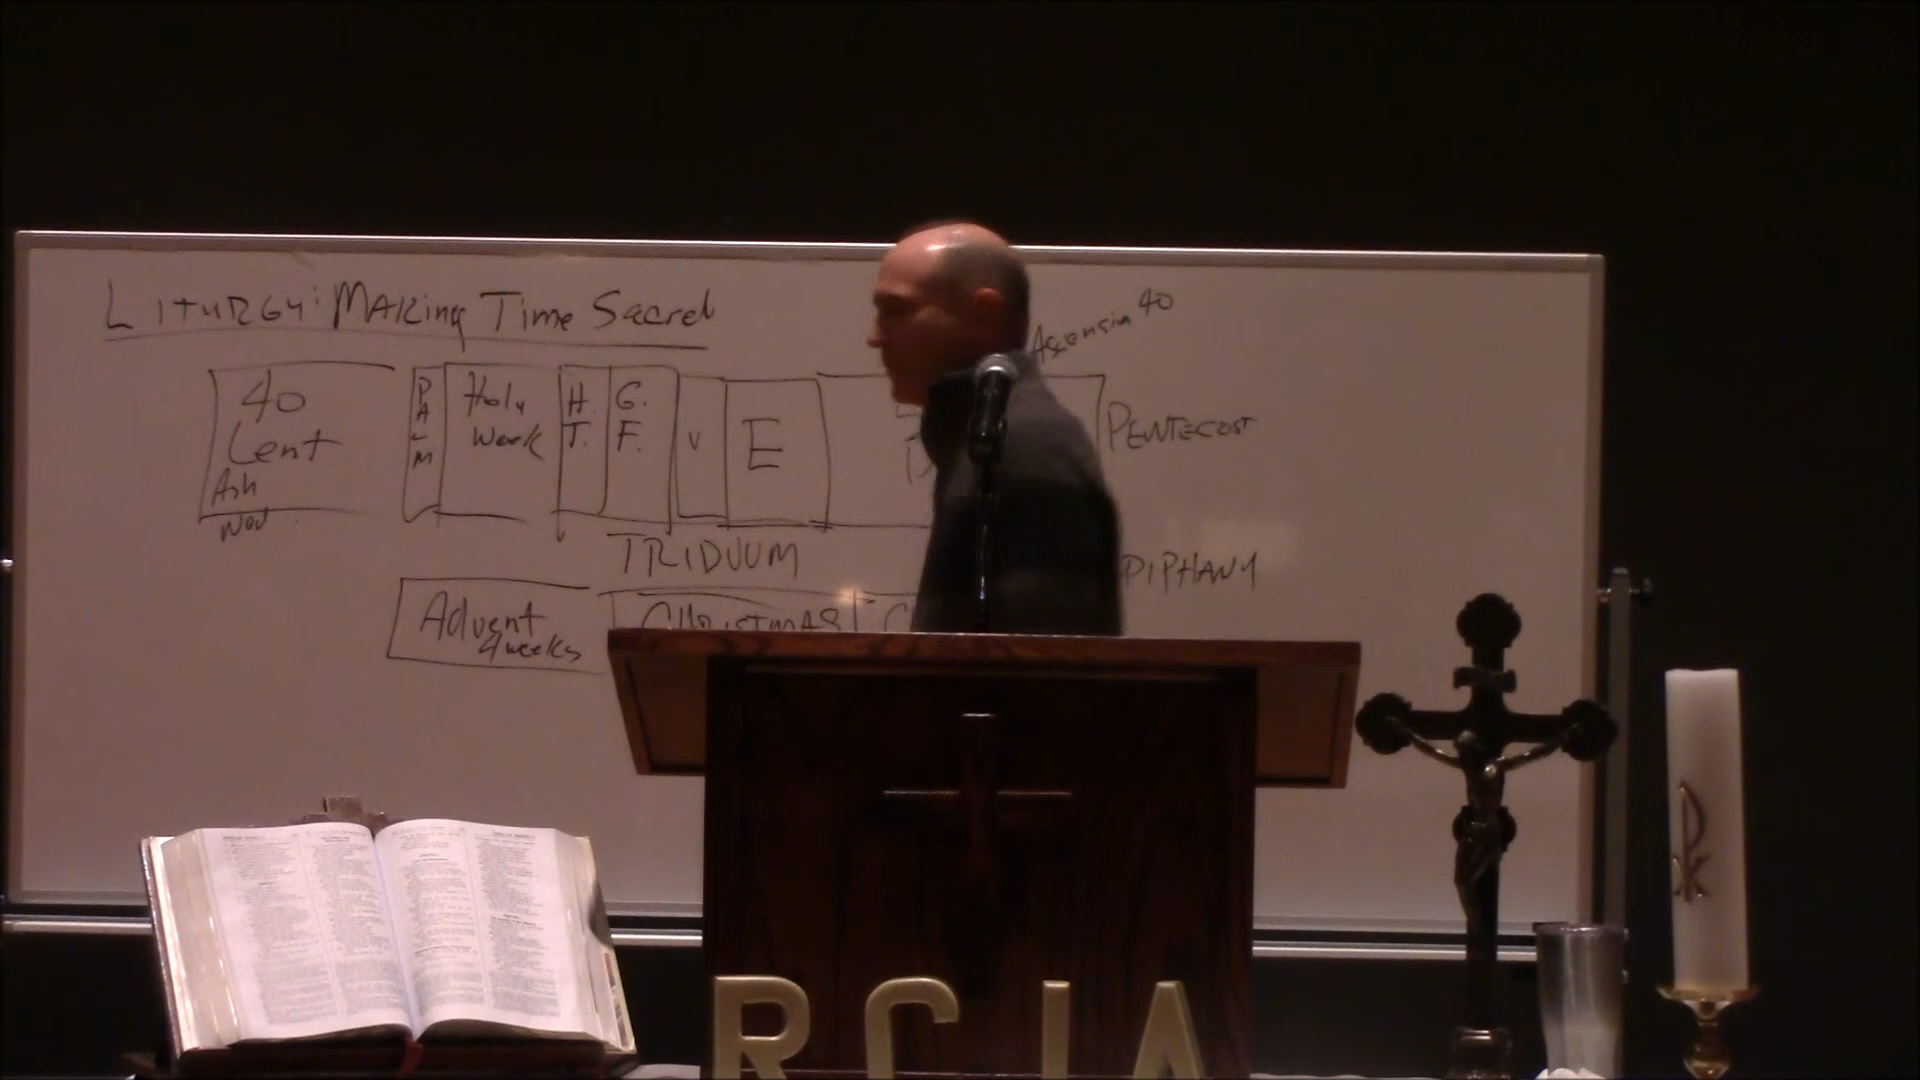 LITURGY: MAKING TIME SACRED
Ascension 40
40
Lent
Ash
Wed
PALM
Holy
Week
H.
T.
G.
F.
V
E
PENTECOST
TRIDUUM
PIPHANY
Advent
4 weeks
CHRISTMAS
C
RCIA